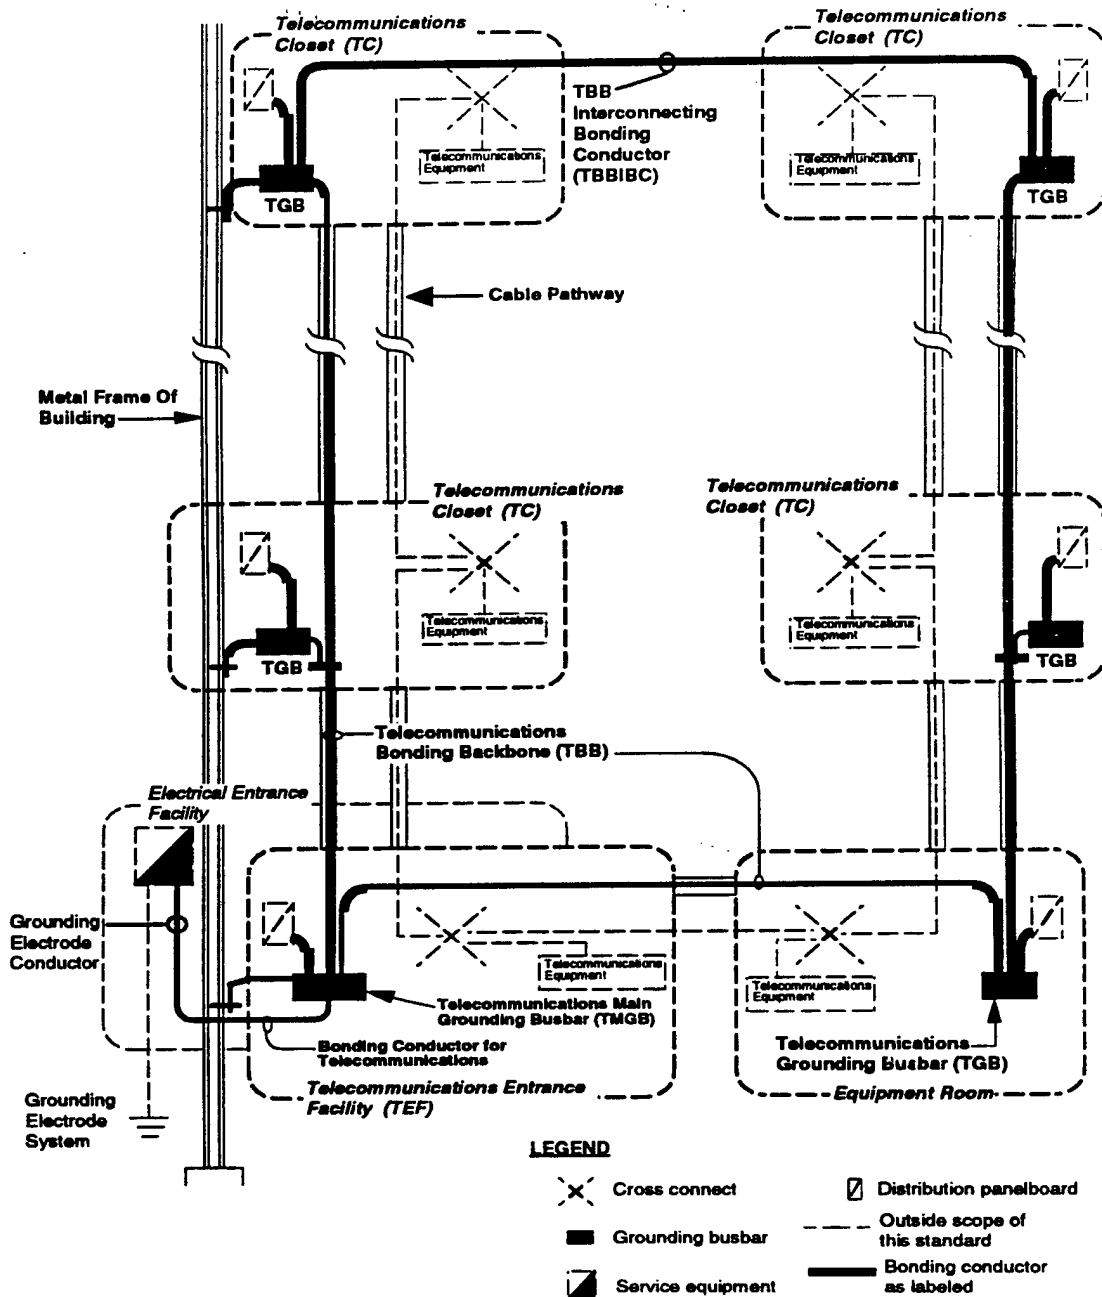 Telecommunications
Closet (TC)
Telecommunications
Closet (TC)
TBB
Interconnecting
Bonding
Conductor
(TBBIBC)
Telecommunications
Equipment
Telecommunications
Equipment
TGB
TGB
Cable Pathway
Metal Frame Of
Building
Telecommunications
Closet (TC)
Telecommunications
Closet (TC)
Telecommunications
Equipment
Telecommunications
Equipment
TGB
TGB
Telecommunications
Bonding Backbone (TBB)
Electrical Entrance
Facility
Grounding
Electrode
Conductor
Telecommunications
Equipment
Telecommunications
Equipment
Telecommunications Main
Grounding Busbar (TMGB)
Bonding Conductor for
Telecommunications
Telecommunications
Grounding Busbar (TGB)
Telecommunications Entrance
Facility (TEF)
Equipment Room
Grounding
Electrode
System
LEGEND
Cross connect
Distribution panelboard
Grounding busbar
Outside scope of
this standard
Service equipment
Bonding conductor
as labeled